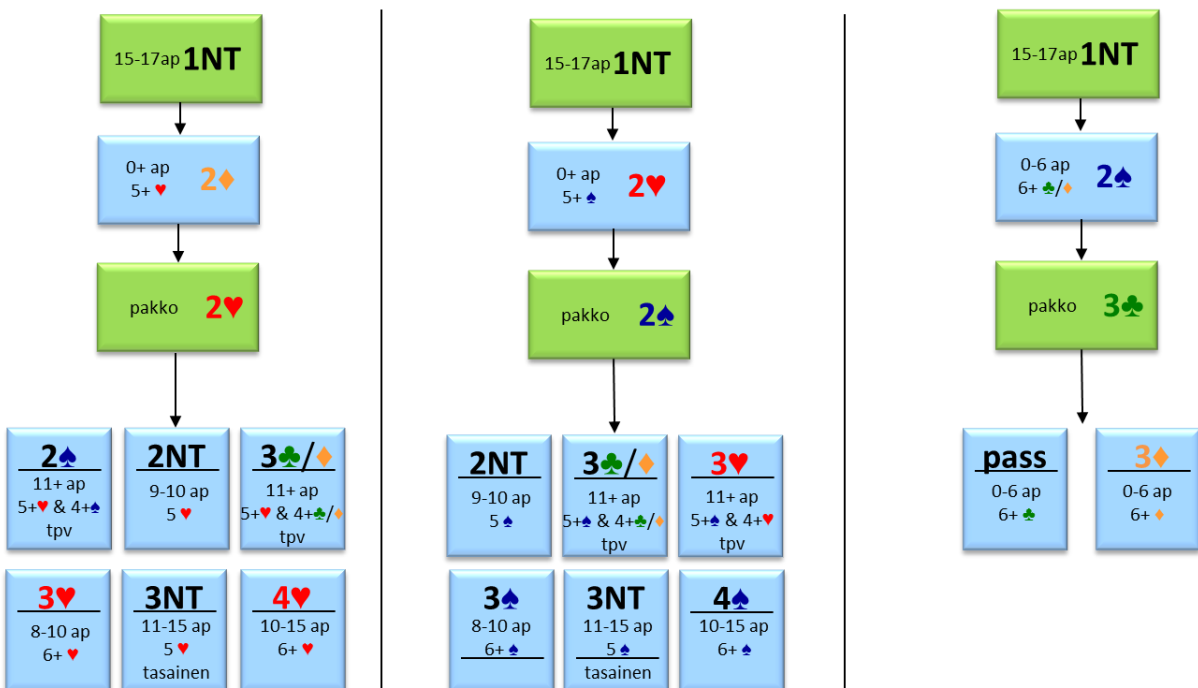 15-17ap 1NT
0+ ap
5+ ♥
2♦
pakko 2♥
2♠
11+ ap
5+♥ & 4+♠
tpv
2NT
9-10 ap
5 ♥
3♣/♦
11+ ap
5+♥ & 4+♣/♦
tpv
3♥
8-10 ap
6+ ♥
3NT
11-15 ap
5 ♥
tasainen
4♥
10-15 ap
6+ ♥
15-17ap 1NT
0+ ap
5+ ♠
2♥
pakko 2♠
2NT
9-10 ap
5 ♠
3♣/♦
11+ ap
5+♠ & 4+♣/♦
tpv
3♥
11+ ap
5+♠ & 4+♥
tpv
3♠
8-10 ap
6+ ♠
3NT
11-15 ap
5 ♠
tasainen
4♠
10-15 ap
6+ ♠
15-17ap 1NT
0-6 ap
6+ ♣/♦
2♠
pakko 3♣
pass
0-6 ap
6+ ♣
3♦
0-6 ap
6+ ♦